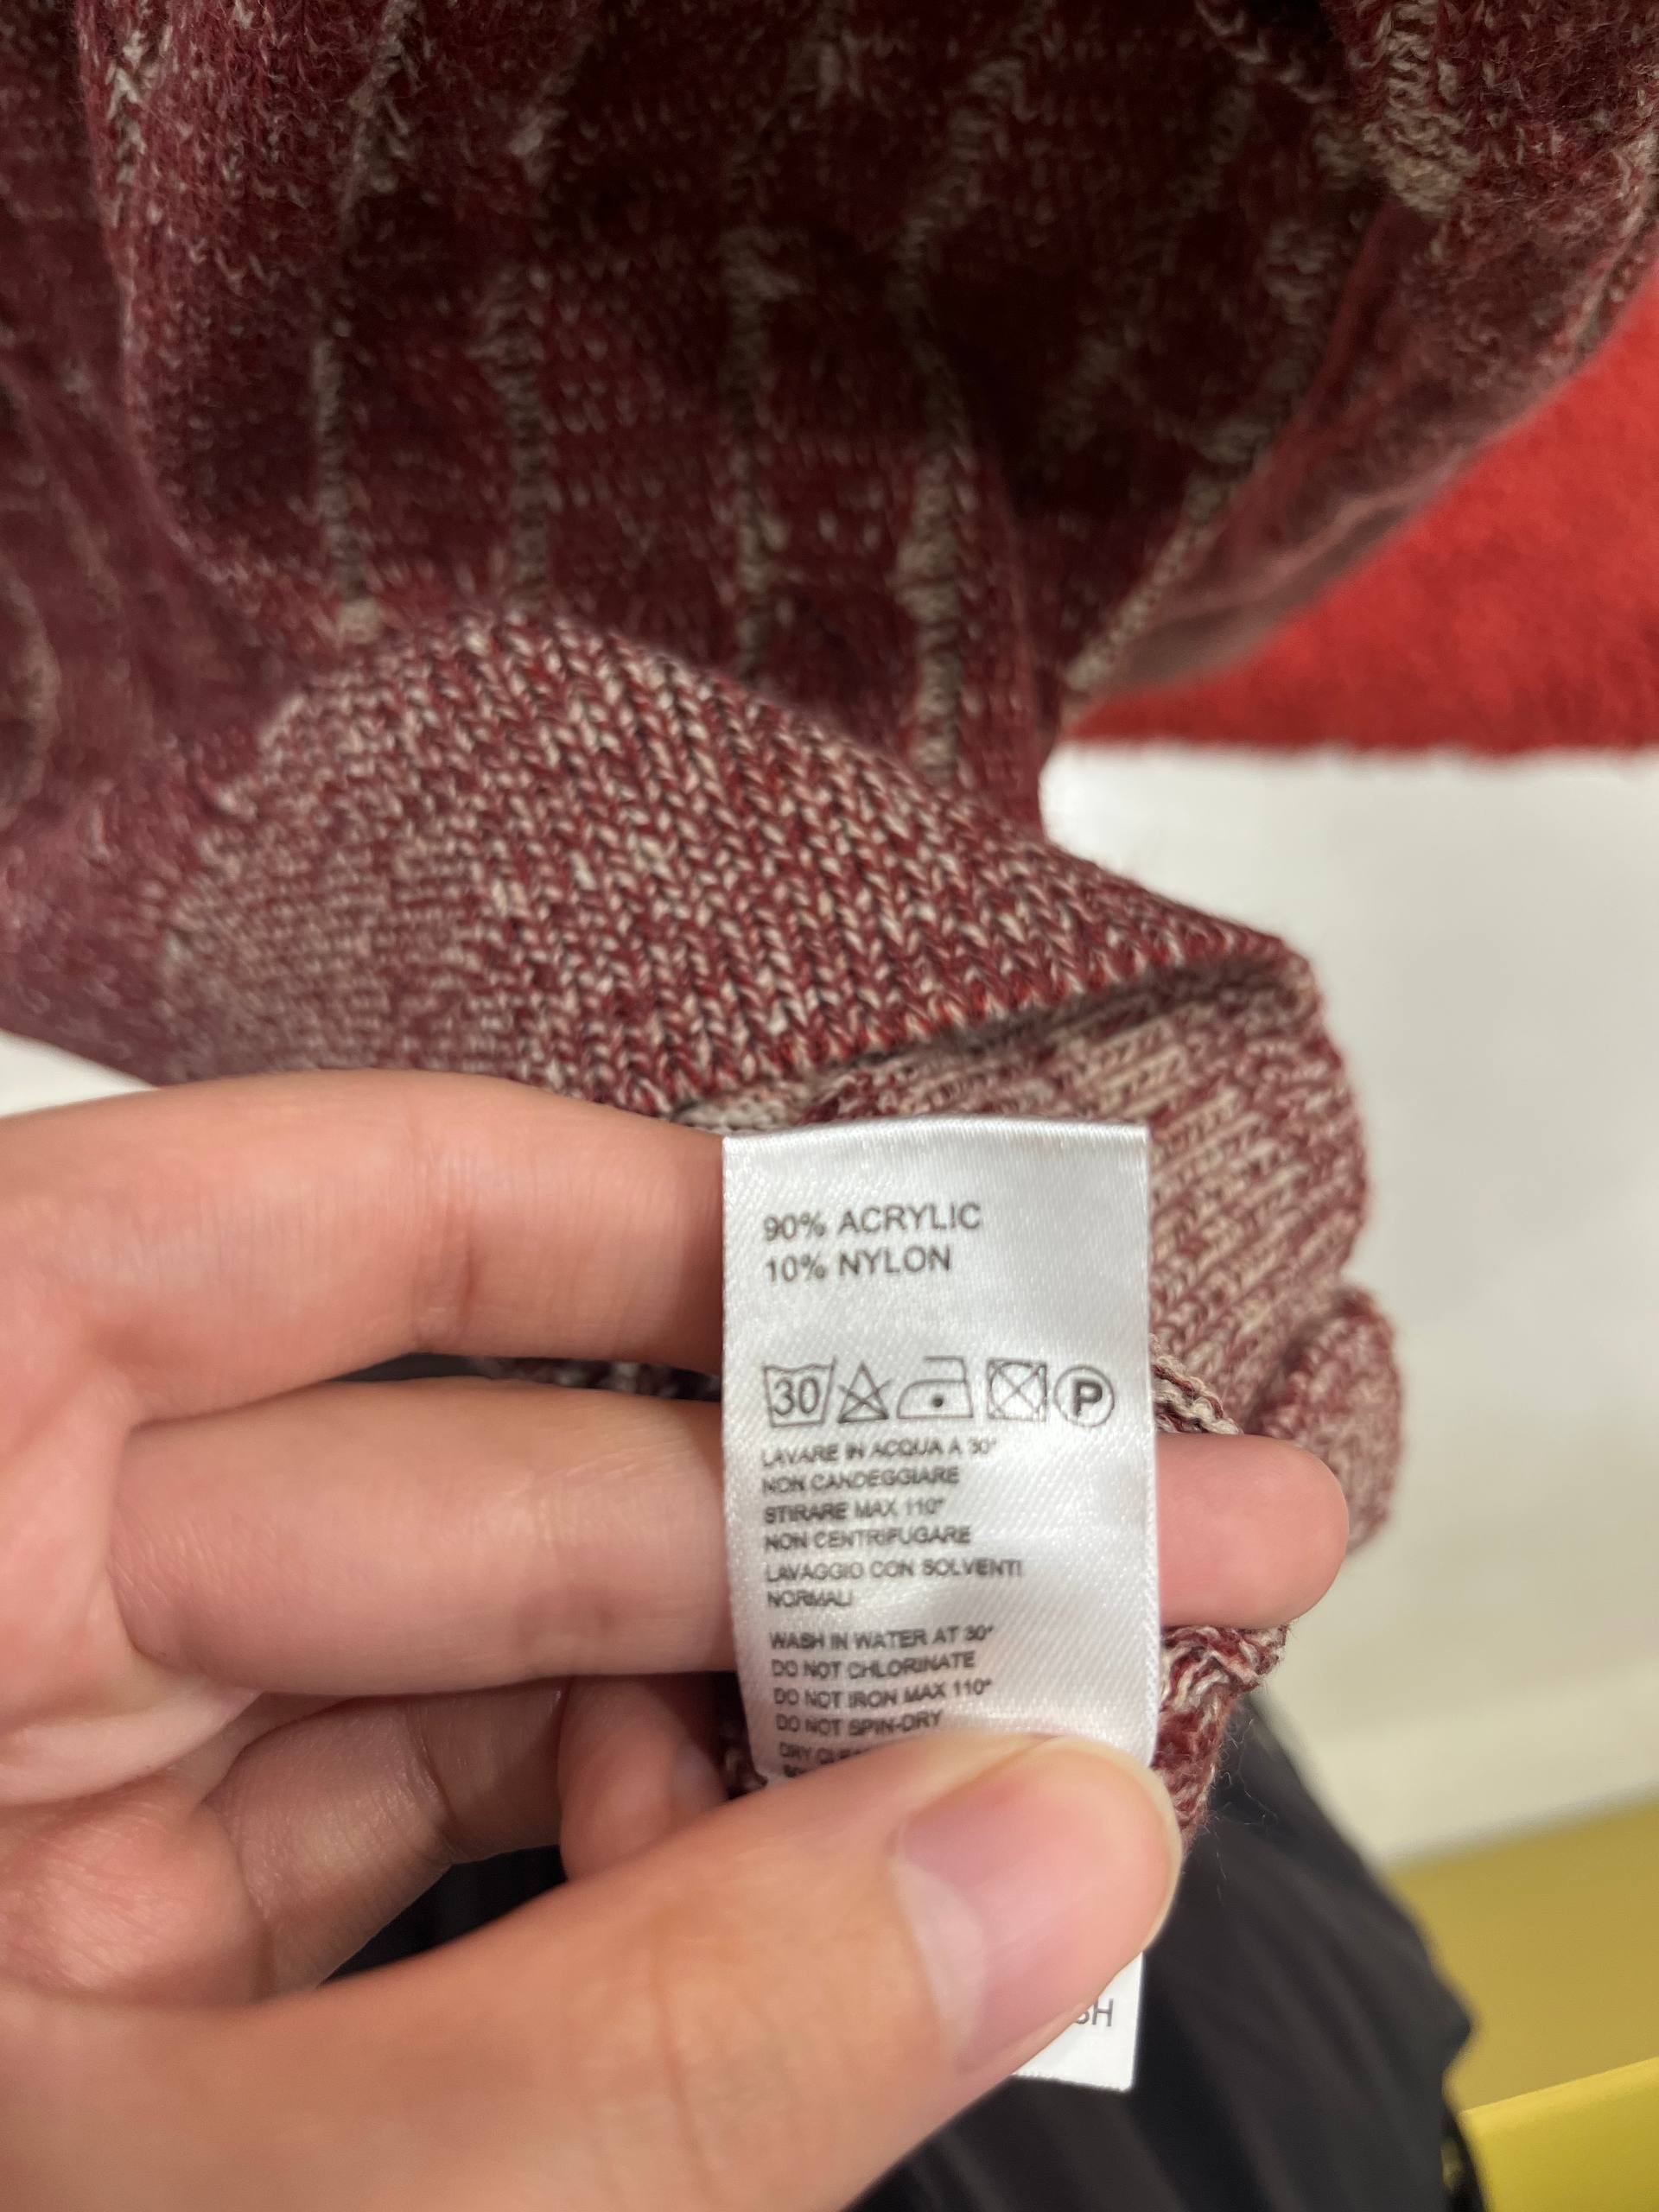 90% ACRYLIC
10% NYLON
30 P
LAVARE IN ACQUA A 30°
NON CANDEGGIARE
STIRARE MAX 110°
NON CENTRIFUGARE
LAVAGGIO CON SOLVENTI
NORMALI
WASH IN WATER AT 30°
DO NOT CHLORINATE
DO NOT IRON MAX 110°
DO NOT SPIN-DRY
DRY